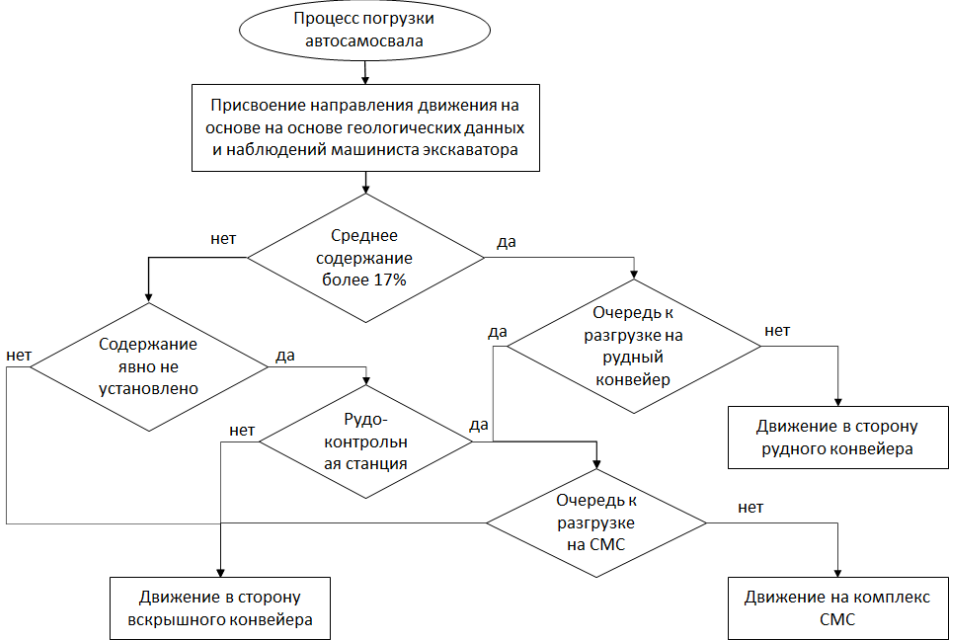 Процесс погрузки
автосамосвала
Присвоение направления движения на
основе на основе геологических данных
и наблюдений машиниста экскаватора
нет
Среднее
содержание
более 17%
да
нет
Содержание
явно не
установлено
да
да
Очередь к
разгрузке на
рудный
конвейер
нет
нет
Рудо-
контрольн
ая станция
да
Движение в сторону
рудного конвейера
Очередь к
разгрузке
на СМС
нет
Движение в сторону
вскрышного конвейера
Движение на комплекс
СМС